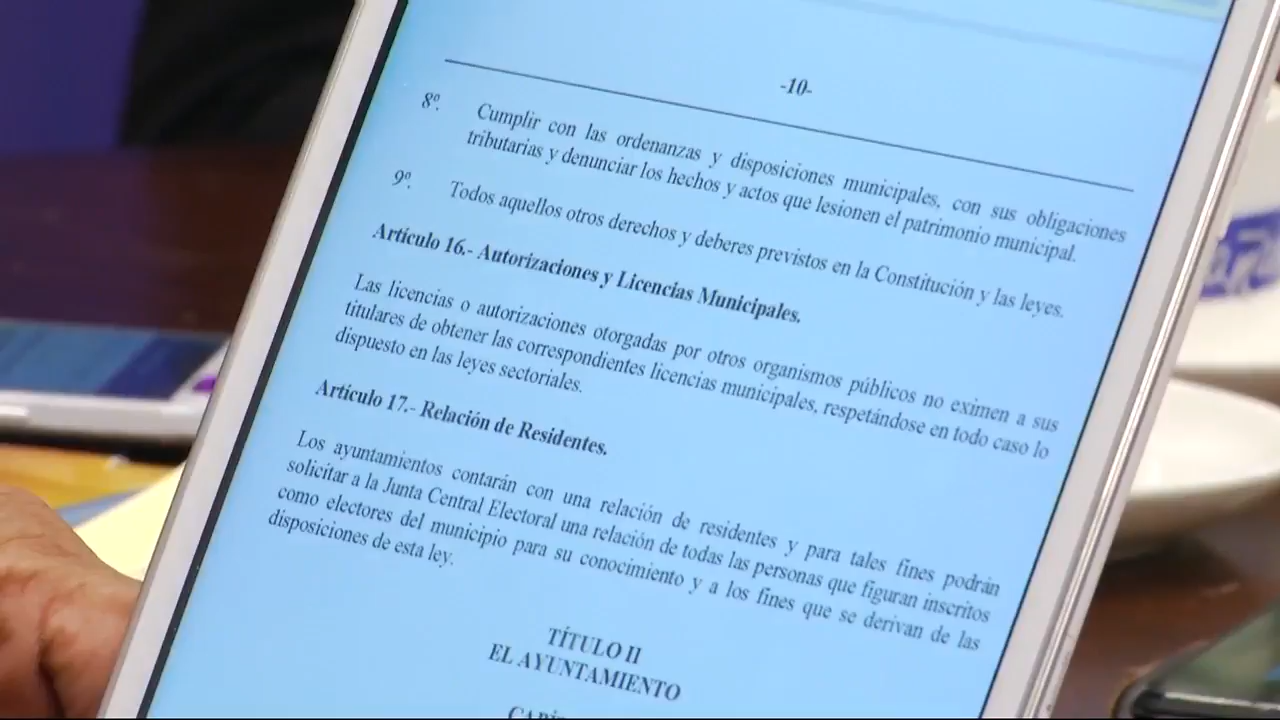 -10-
8º. Cumplir con las ordenanzas y disposiciones municipales, con sus obligaciones
tributarias y denunciar los hechos y actos que lesionen el patrimonio municipal.
9º. Todos aquellos otros derechos y deberes previstos en la Constitución y las leyes.
Artículo 16.- Autorizaciones y Licencias Municipales.
Las licencias o autorizaciones otorgadas por otros organismos públicos no eximen a sus
titulares de obtener las correspondientes licencias municipales, respetándose en todo caso lo
dispuesto en las leyes sectoriales.
Artículo 17.- Relación de Residentes.
Los ayuntamientos contarán con una relación de residentes y para tales fines podrán
solicitar a la Junta Central Electoral una relación de todas las personas que figuran inscritos
como electores del municipio para su conocimiento y a los fines que se derivan de las
disposiciones de esta ley.
TÍTULO II
EL AYUNTAMIENTO